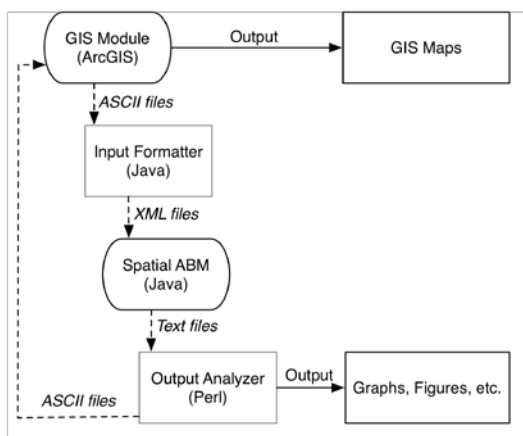 GIS Module
(ArcGIS)
Output
GIS Maps
ASCII files
Input Formatter
(Java)
XML files
Spatial ABM
(Java)
Text files
Output Analyzer
(Perl)
Output
Graphs, Figures, etc.
ASCII files